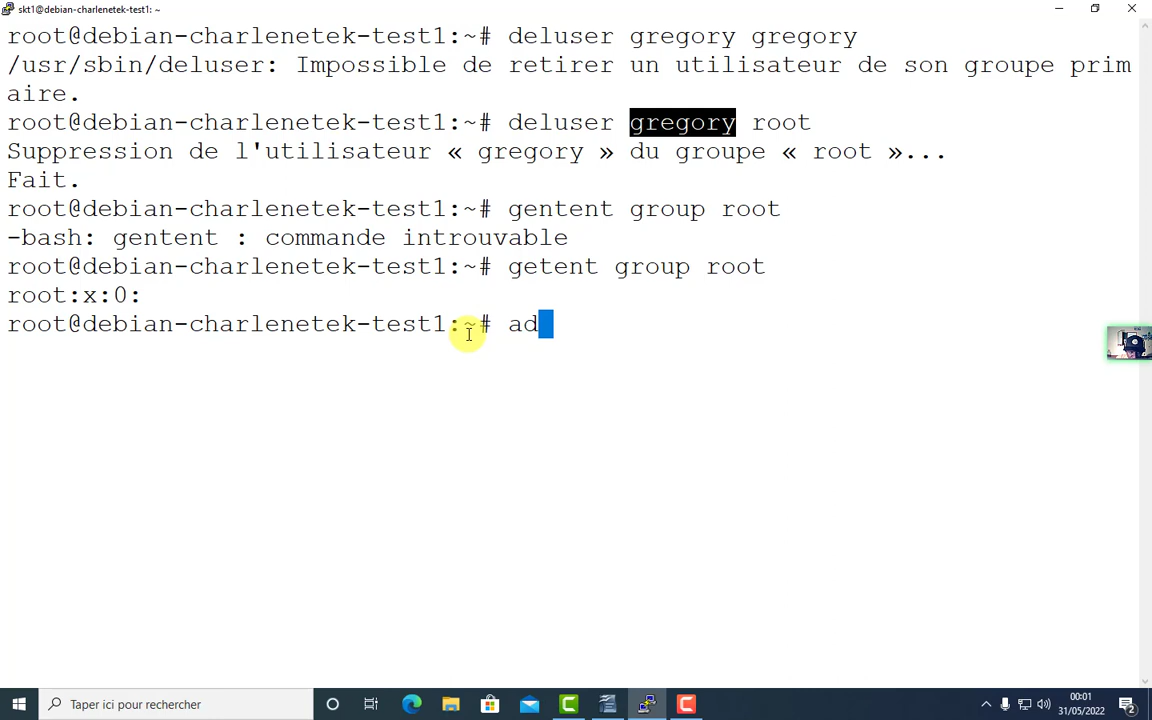 skt1@debian-charlenetek-test1: ~
root@debian-charlenetek-test1:~# deluser gregory gregory
/usr/sbin/deluser: Impossible de retirer un utilisateur de son groupe prim
aire.
root@debian-charlenetek-test1:~# deluser gregory root
Suppression de l'utilisateur « gregory » du groupe « root »...
Fait.
root@debian-charlenetek-test1:~# gentent group root
-bash: gentent : commande introuvable
root@debian-charlenetek-test1:~# getent group root
root:x:0:
root@debian-charlenetek-test1:~# ad
Taper ici pour rechercher
00:01
31/05/2022
2